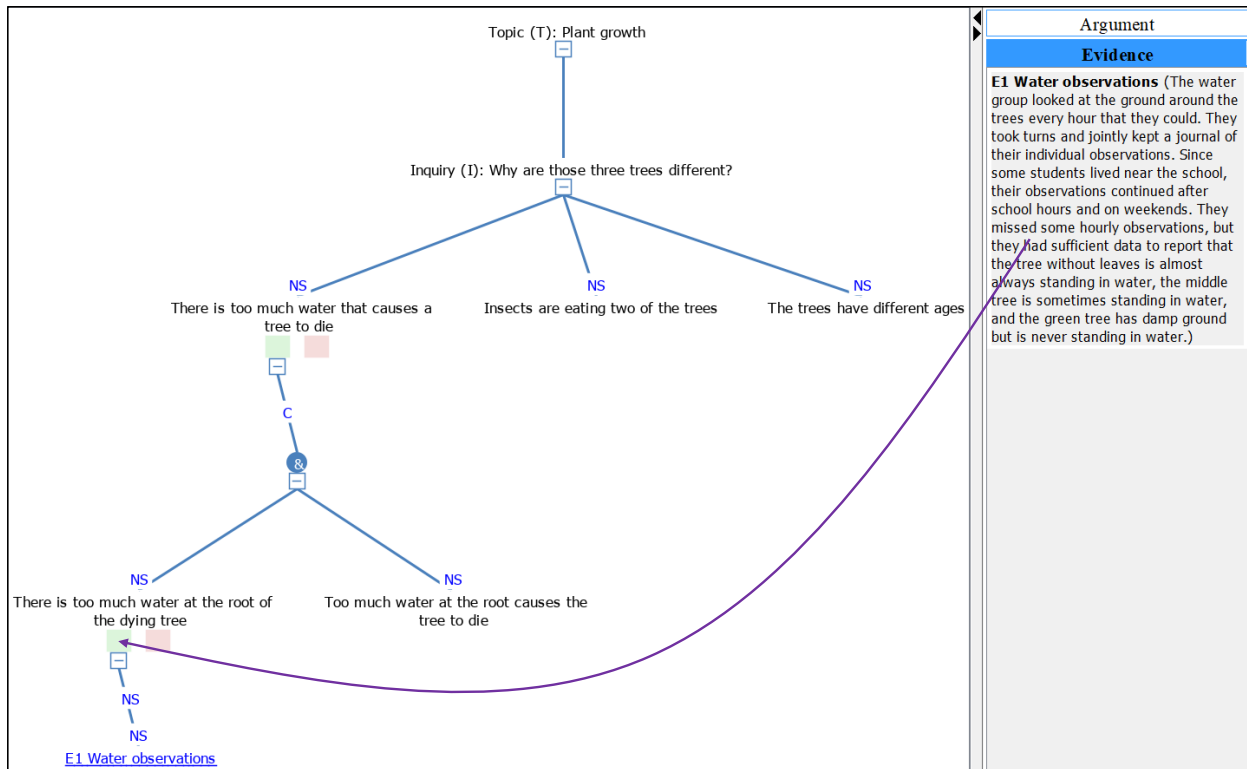 Topic (T): Plant growth
Inquiry (I): Why are those three trees different?
NS
There is too much water that causes a
tree to die
NS
Insects are eating two of the trees
NS
The trees have different ages
C
&
NS
There is too much water at the root of
the dying tree
NS
Too much water at the root causes the
tree to die
NS
NS
E1 Water observations
Argument
Evidence
E1 Water observations (The water
group looked at the ground around the
trees every hour that they could. They
took turns and jointly kept a journal of
their individual observations. Since
some students lived near the school,
their observations continued after
school hours and on weekends. They
missed some hourly observations, but
they had sufficient data to report that
the tree without leaves is almost
always standing in water, the middle
tree is sometimes standing in water,
and the green tree has damp ground
but is never standing in water.)